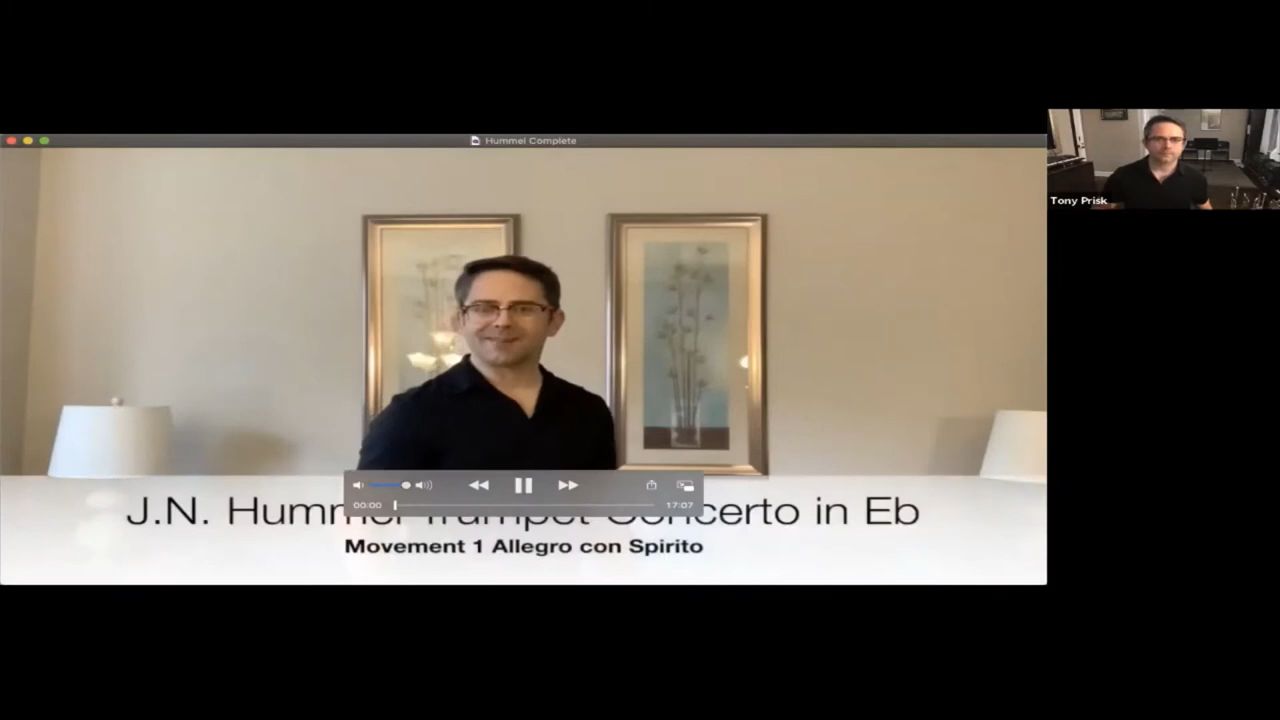 Hummel Complete
Tony Prisk
00:00
17:07
J.N. Hummel Trumpet Concerto in Eb
Movement 1 Allegro con Spirito